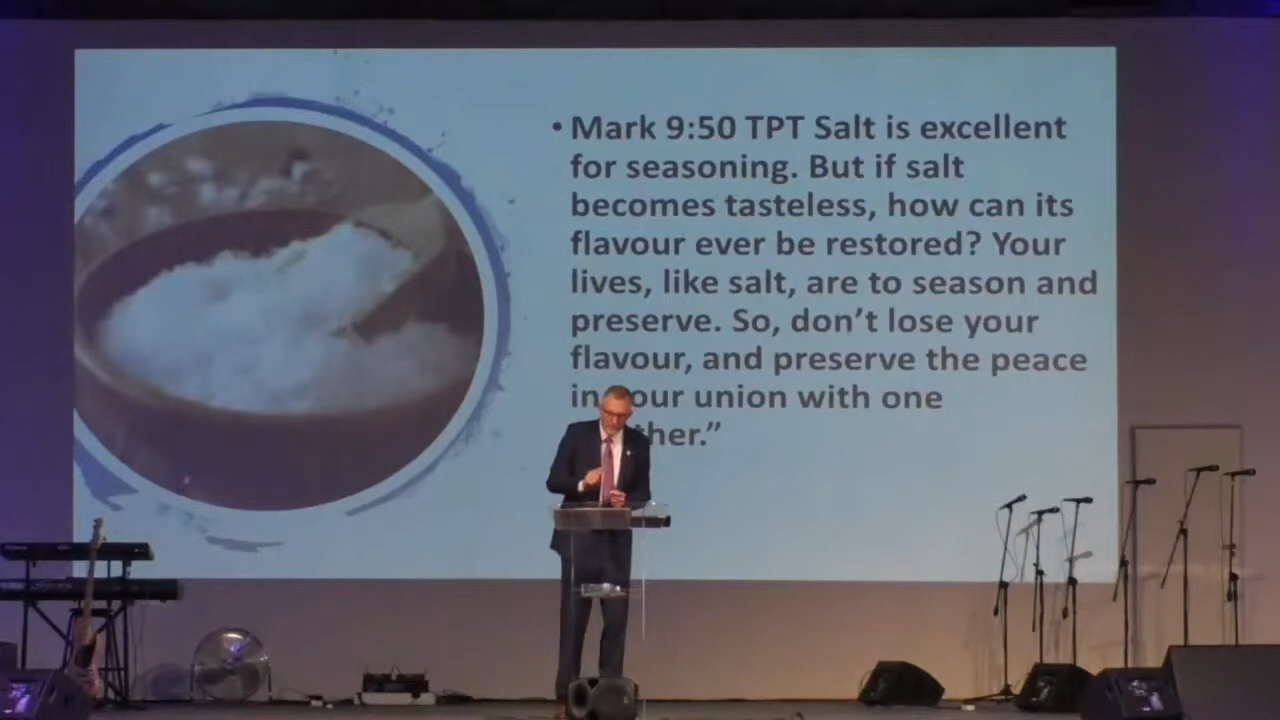 • Mark 9:50 TPT Salt is excellent
for seasoning. But if salt
becomes tasteless, how can its
flavour ever be restored? Your
lives, like salt, are to season and
preserve. So, don’t lose your
flavour, and preserve the peace
in our union with one
ther.”